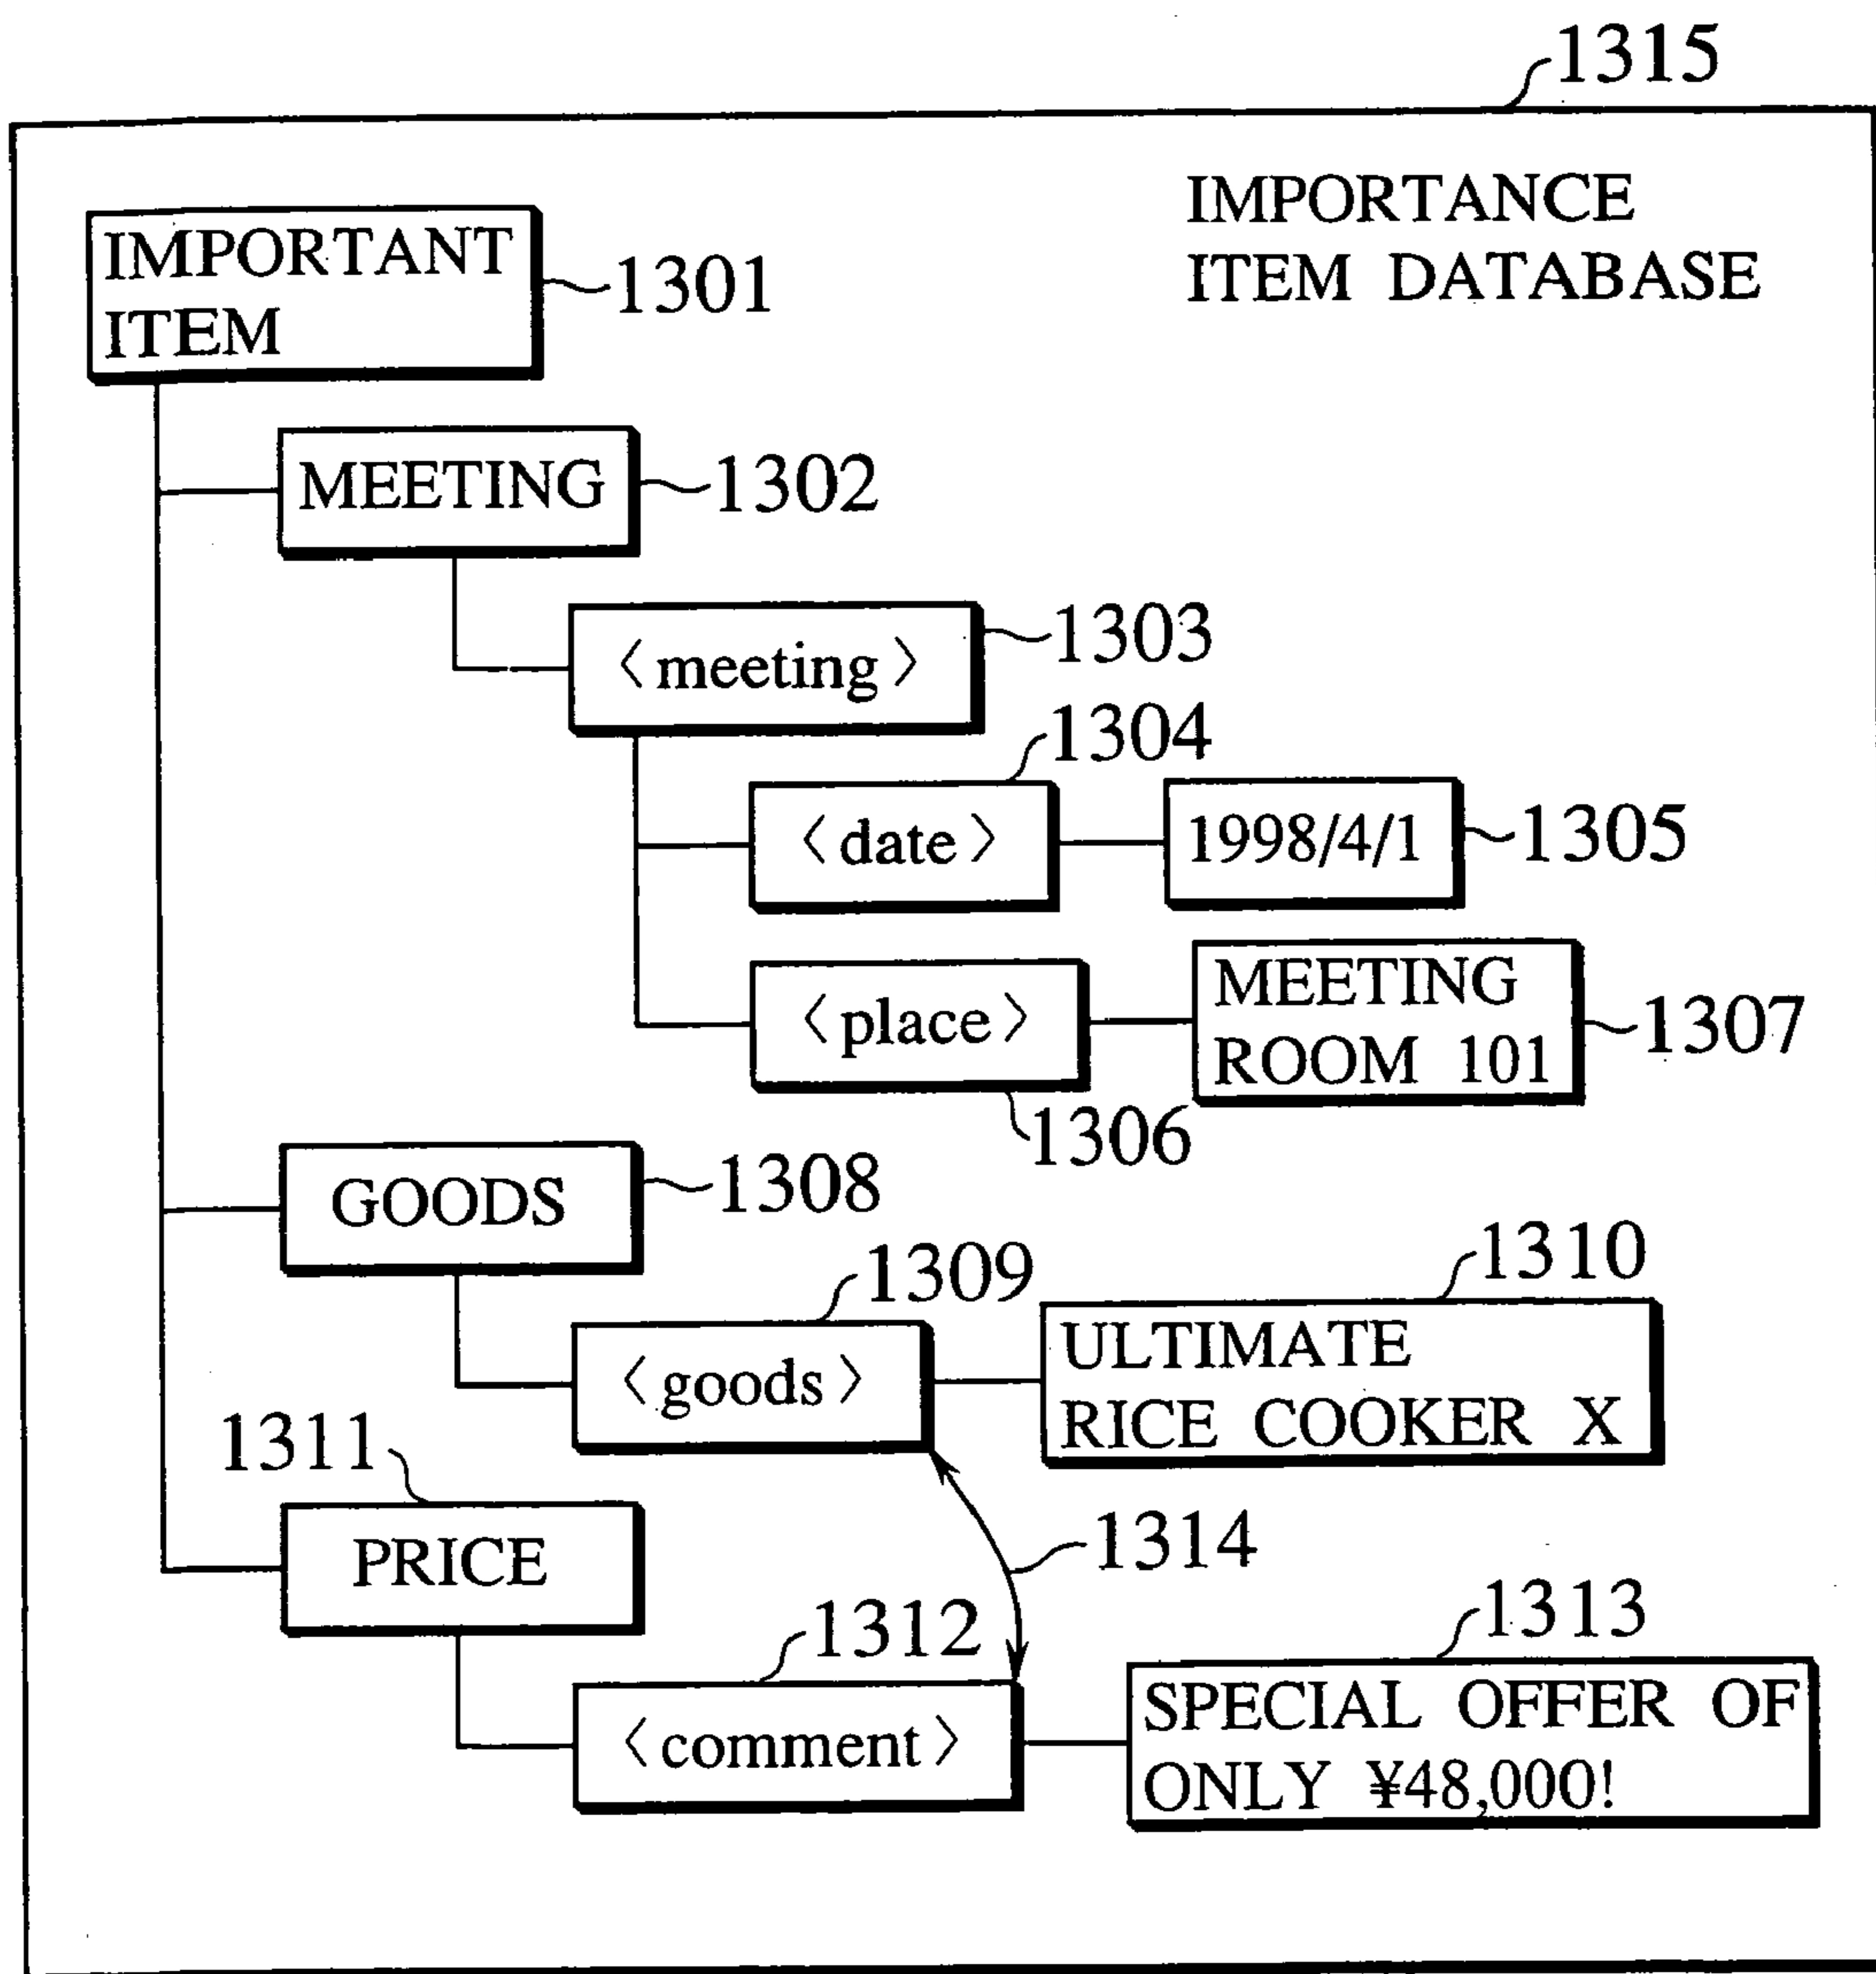 1315
IMPORTANCE
ITEM DATABASE
IMPORTANT
ITEM
1301
MEETING
1302
〈meeting〉
1303
1304
〈date〉
1998/4/1
1305
〈place〉
MEETING
ROOM 101
1307
1306
GOODS
1308
1309
1310
〈goods〉
ULTIMATE
RICE COOKER X
1311
PRICE
1314
1312
1313
〈comment〉
SPECIAL OFFER OF
ONLY ¥48,000!